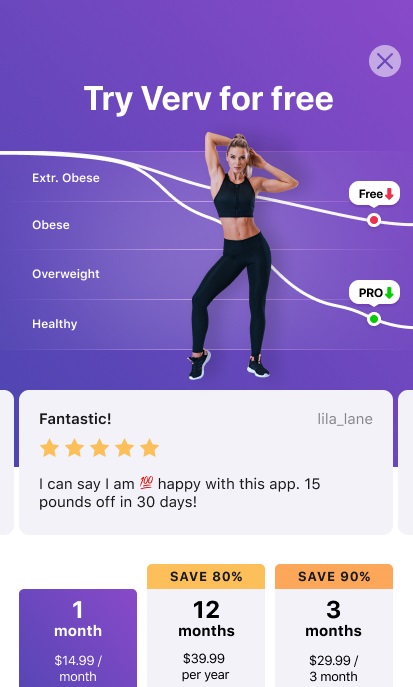 Try Verv for free
Extr. Obese
Free
Obese
Overweight
PRO
Healthy
Fantastic!
lila_lane
I can say I am 💯 happy with this app. 15
pounds off in 30 days!
SAVE 80%
SAVE 90%
1
month
$14.99 /
month
12
months
$39.99
per year
3
months
$29.99 /
3 month